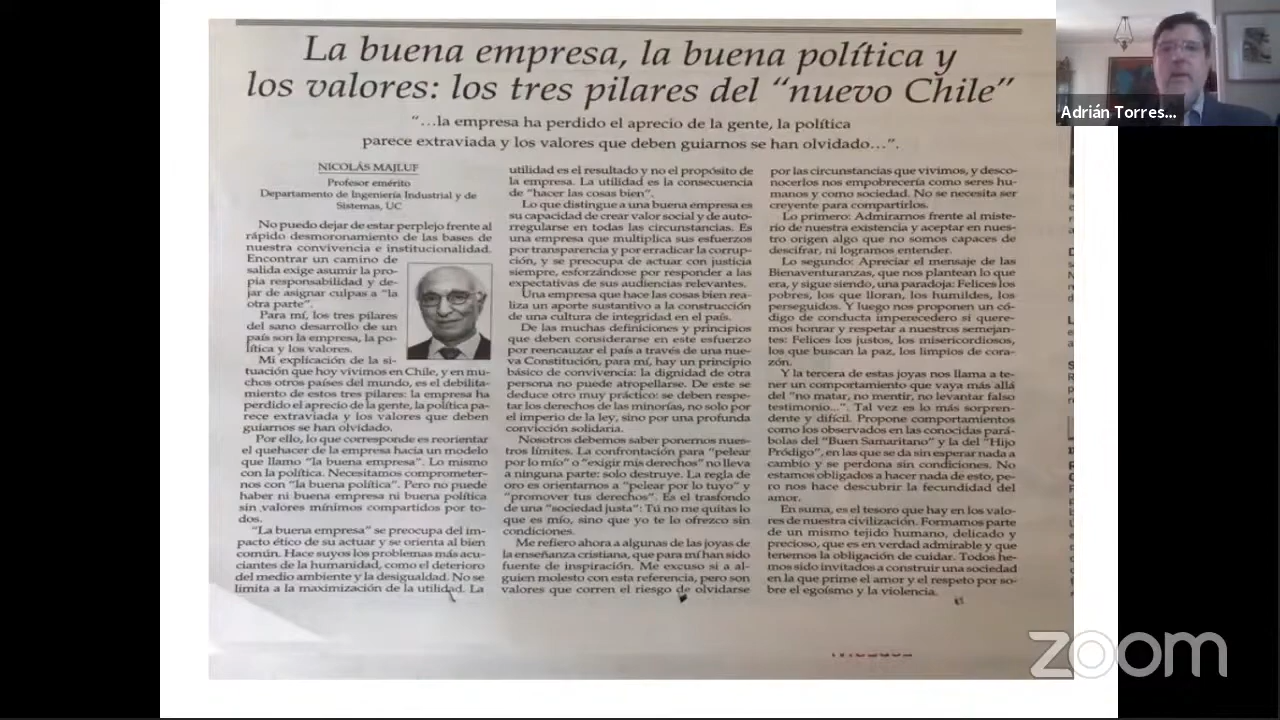 La buena empresa, la buena política y
los valores: los tres pilares del “nuevo Chile”
“...la empresa ha perdido el aprecio de la gente, la política
parece extraviada y los valores que deben guiarnos se han olvidado...”.
NICOLÁS MAJLUF
Profesor emérito
Departamento de Ingeniería Industrial y de
Sistemas, UC
No puedo dejar de estar perplejo frente al
rápido desmoronamiento de las bases de
nuestra convivencia e institucionalidad.
Encontrar un camino de
salida exige asumir la pro-
pia responsabilidad y de-
jar de asignar culpas a “la
otra parte”.
Para mí, los tres pilares
del sano desarrollo de un
país son la empresa, la po-
lítica y los valores.
Mi explicación de la si-
tuación que hoy vivimos en Chile, y en mu-
chos otros países del mundo, es el debilita-
miento de estos tres pilares: la empresa ha
perdido el aprecio de la gente, la política pa-
rece extraviada y los valores que deben
guiarnos se han olvidado.
Por ello, lo que corresponde es reorientar
el quehacer de la empresa hacia un modelo
que llamo “la buena empresa”. Lo mismo
con la política. Necesitamos comprometer-
nos con “la buena política”. Pero no puede
haber ni buena empresa ni buena política
sin valores mínimos compartidos por to-
dos.
“La buena empresa” se preocupa del im-
pacto ético de su actuar y se orienta al bien
común. Hace suyos los problemas más acu-
ciantes de la humanidad, como el deterioro
del medio ambiente y la desigualdad. No se
limita a la maximización de la utilidad. La
utilidad es el resultado y no el propósito de
la empresa. La utilidad es la consecuencia
de “hacer las cosas bien”.
Lo que distingue a una buena empresa es
su capacidad de crear valor social y de auto-
rregularse en todas las circunstancias. Es
una empresa que multiplica sus esfuerzos
por transparencia y por erradicar la corrup-
ción, y se preocupa de actuar con justicia
siempre, esforzándose por responder a las
expectativas de sus audiencias relevantes.
Una empresa que hace las cosas bien rea-
liza un aporte sustantivo a la construcción
de una cultura de integridad en el país.
De las muchas definiciones y principios
que deben considerarse en este esfuerzo
por reencauzar el país a través de una nue-
va Constitución, para mí, hay un principio
básico de convivencia: la dignidad de otra
persona no puede atropellarse. De este se
deduce otro muy práctico: se deben respe-
tar los derechos de las minorías, no solo por
el imperio de la ley, sino por una profunda
convicción solidaria.
Nosotros debemos saber ponernos nues-
tros límites. La confrontación para “pelear
por lo mío” o “exigir mis derechos” no lleva
a ninguna parte: solo destruye. La regla de
oro es orientarnos a “pelear por lo tuyo” y
“promover tus derechos”. Es el trasfondo
de una “sociedad justa”: Tú no me quitas lo
que es mío, sino que yo te lo ofrezco sin
condiciones.
Me refiero ahora a algunas de las joyas de
la enseñanza cristiana, que para mí han sido
fuente de inspiración. Me excuso si a al-
guien molesto con esta referencia, pero son
valores que corren el riesgo de olvidarse
por las circunstancias que vivimos, y desco-
nocerlos nos empobrecería como seres hu-
manos y como sociedad. No se necesita ser
creyente para compartirlos.
Lo primero: Admirarnos frente al miste-
rio de nuestra existencia y aceptar en nues-
tro origen algo que no somos capaces de
descifrar, ni logramos entender.
Lo segundo: Apreciar el mensaje de las
Bienaventuranzas, que nos plantean lo que
era, y sigue siendo, una paradoja: Felices los
pobres, los que lloran, los humildes, los
perseguidos. Y luego nos proponen un có-
digo de conducta imperecedero si quere-
mos honrar y respetar a nuestros semejan-
tes: Felices los justos, los misericordiosos,
los que buscan la paz, los limpios de cora-
zón.
Y la tercera de estas joyas nos llama a te-
ner un comportamiento que vaya más allá
del “no matar, no mentir, no levantar falso
testimonio...”. Tal vez es lo más sorpren-
dente y difícil. Propone comportamientos
como los observados en las conocidas pará-
bolas del “Buen Samaritano” y la del “Hijo
Pródigo”, en las que se da sin esperar nada a
cambio y se perdona sin condiciones. No
estamos obligados a hacer nada de esto, pe-
ro nos hace descubrir la fecundidad del
amor.
En suma, es el tesoro que hay en los valo-
res de nuestra civilización. Formamos parte
de un mismo tejido humano, delicado y
precioso, que es en verdad admirable y que
tenemos la obligación de cuidar. Todos he-
mos sido invitados a construir una sociedad
en la que prime el amor y el respeto por so-
bre el egoísmo y la violencia.
Adrián Torres...
zoom